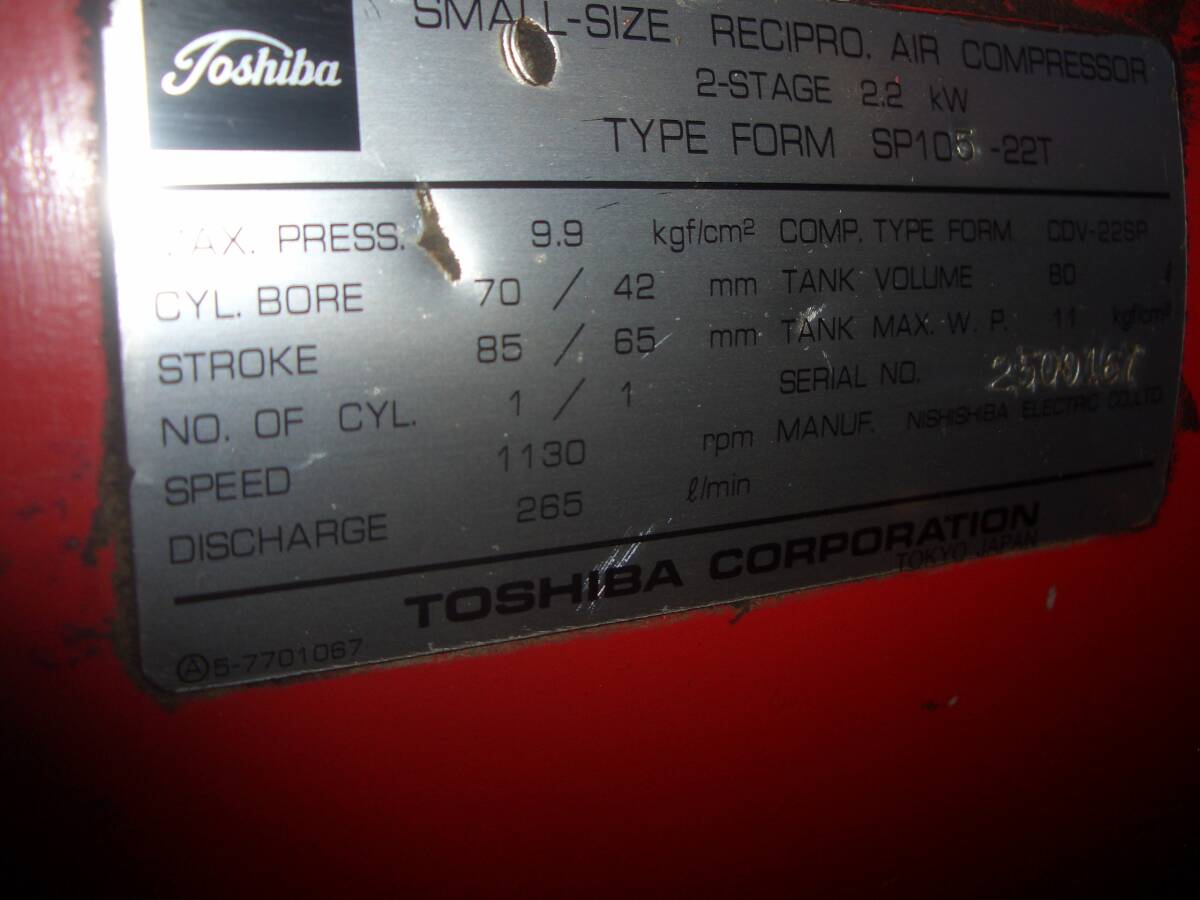 Toshiba
SMALL-SIZE RECIPRO. AIR COMPRESSOR
2-STAGE 2.2 kW
TYPE FORM SP105-22T
MAX. PRESS. 9.9 kgf/cm²
CYL. BORE 70 / 42 mm
STROKE 85 / 65 mm
NO. OF CYL. 1 / 1
SPEED 1130 rpm
DISCHARGE 265 ℓ/min
COMP. TYPE FORM CDV-22SP
TANK VOLUME 80 ℓ
TANK MAX. W. P. 11 kgf/cm²
SERIAL NO. 2500167
MANUF. NISHISHIBA ELECTRIC CO.,LTD
TOSHIBA CORPORATION
TOKYO JAPAN
Ⓐ5-7701067